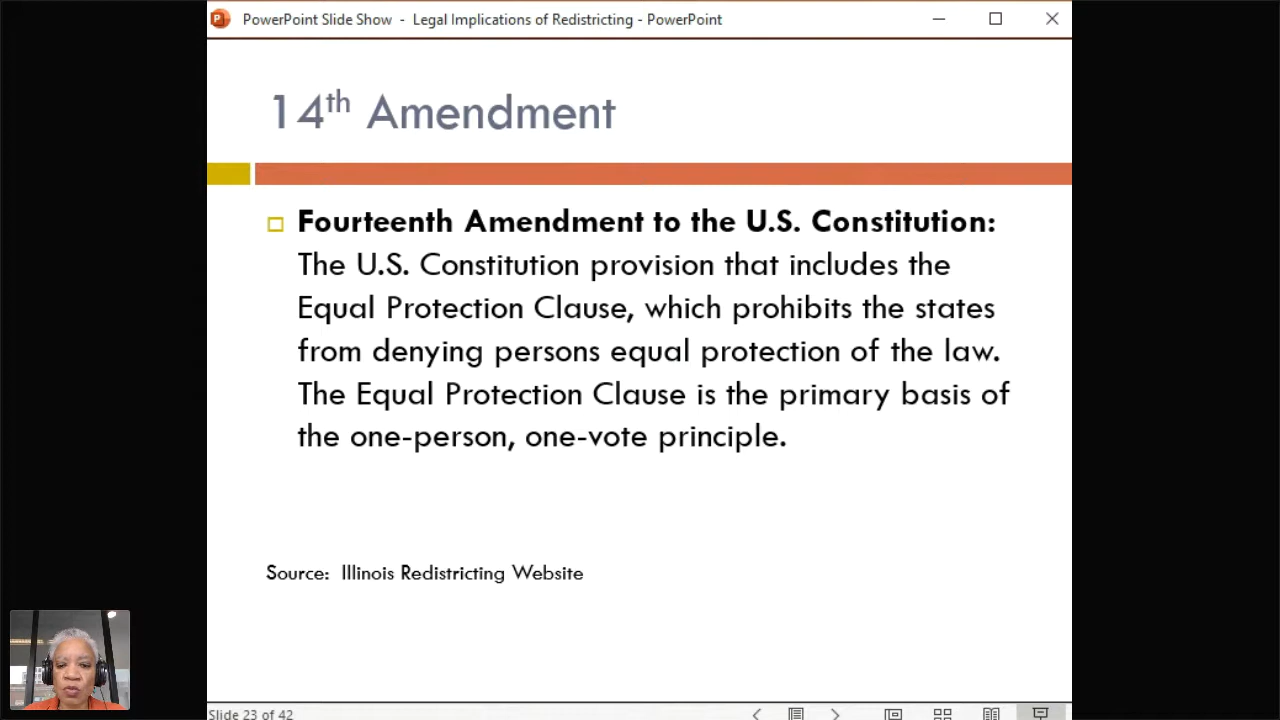 PowerPoint Slide Show - Legal Implications of Redistricting - PowerPoint
14th Amendment
Fourteenth Amendment to the U.S. Constitution:
The U.S. Constitution provision that includes the
Equal Protection Clause, which prohibits the states
from denying persons equal protection of the law.
The Equal Protection Clause is the primary basis of
the one-person, one-vote principle.
Source: Illinois Redistricting Website
Slide 23 of 42